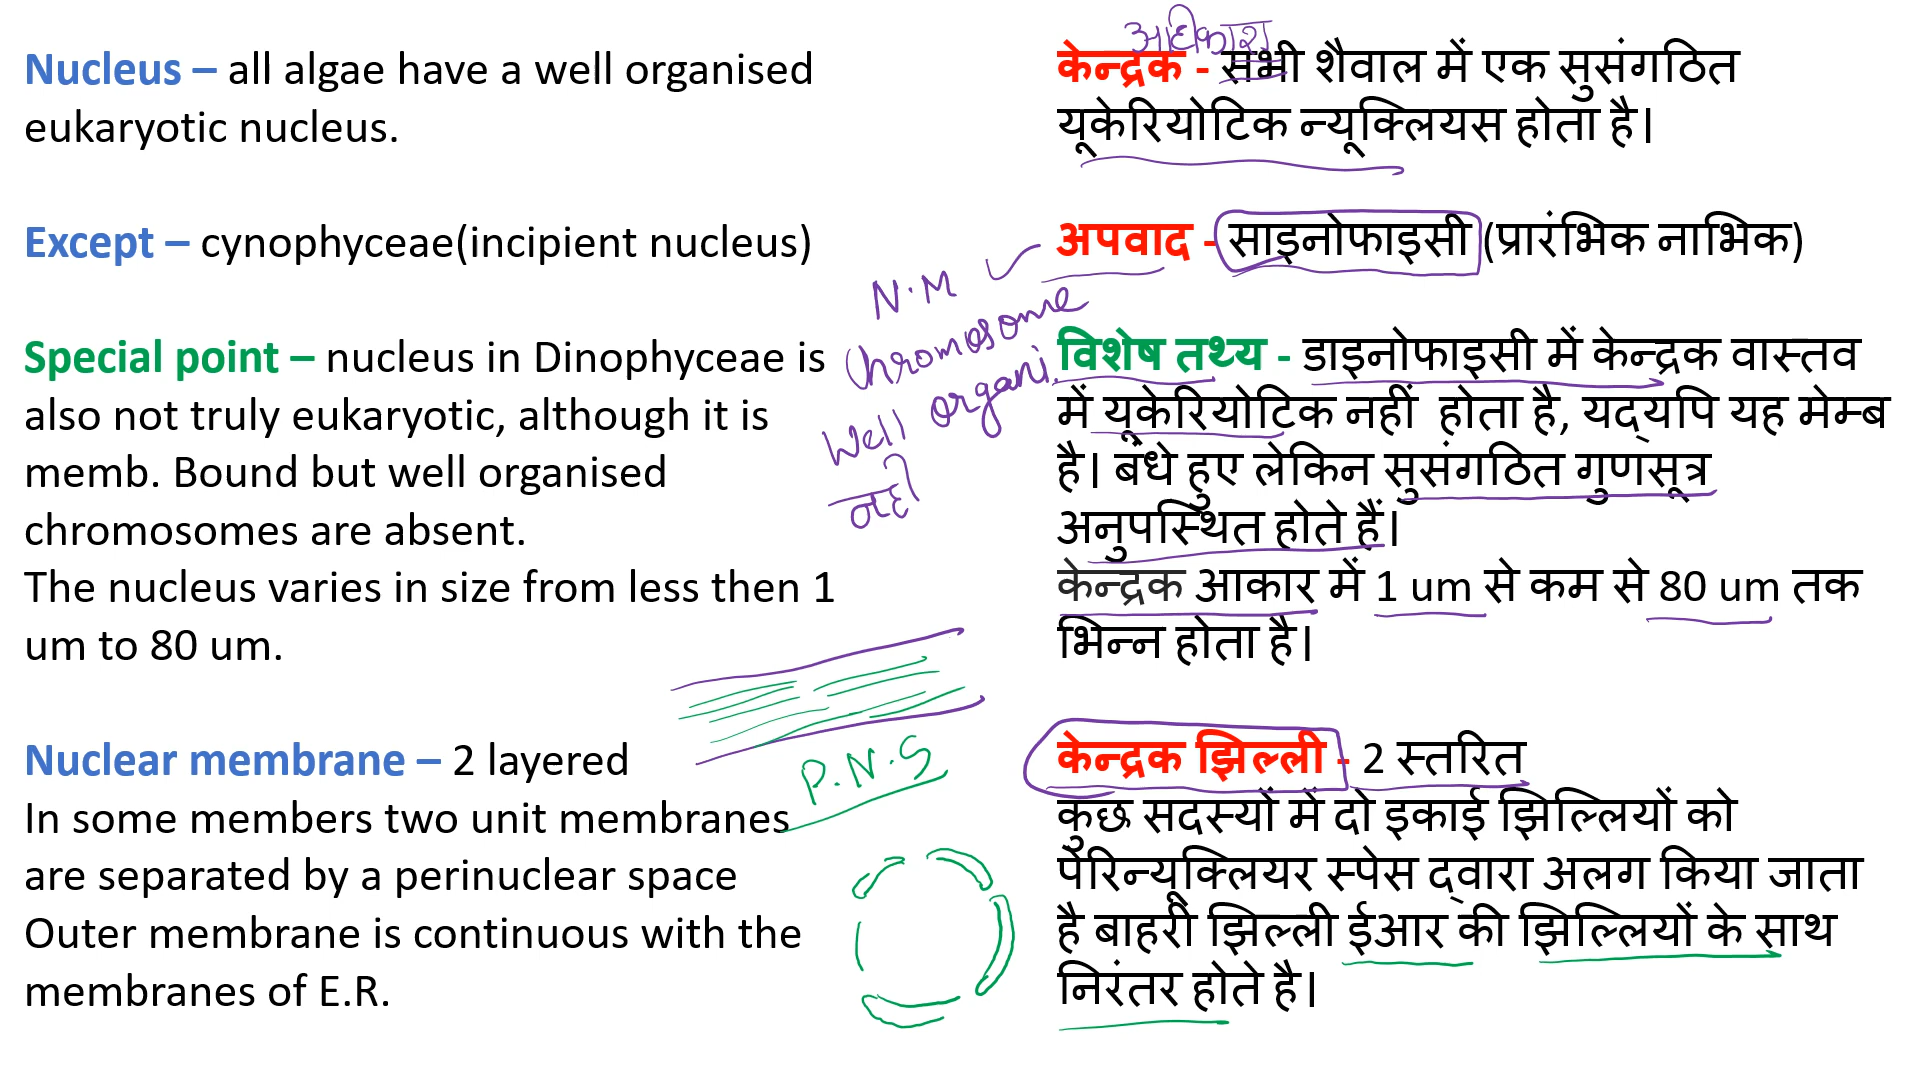 Nucleus – all algae have a well organised
eukaryotic nucleus.
Except – cynophyceae(incipient nucleus)
Special point – nucleus in Dinophyceae is
also not truly eukaryotic, although it is
memb. Bound but well organised
chromosomes are absent.
The nucleus varies in size from less then 1
um to 80 um.
Nuclear membrane – 2 layered
In some members two unit membranes
are separated by a perinuclear space
Outer membrane is continuous with the
membranes of E.R.
N.M
Chromosome
Well organi.
नही
P.N.S
अधिकांश
केन्द्रक - सभी शैवाल में एक सुसंगठित
यूकेरियोटिक न्यूक्लियस होता है।
अपवाद - साइनोफाइसी (प्रारंभिक नाभिक)
विशेष तथ्य - डाइनोफाइसी में केन्द्रक वास्तव
में यूकेरियोटिक नहीं होता है, यद्यपि यह मेम्ब
है। बंधे हुए लेकिन सुसंगठित गुणसूत्र
अनुपस्थित होते हैं।
केन्द्रक आकार में 1 um से कम से 80 um तक
भिन्न होता है।
केन्द्रक झिल्ली - 2 स्तरित
कुछ सदस्यों में दो इकाई झिल्लियों को
पेरिन्यूक्लियर स्पेस द्वारा अलग किया जाता
है बाहरी झिल्ली ईआर की झिल्लियों के साथ
निरंतर होते है।